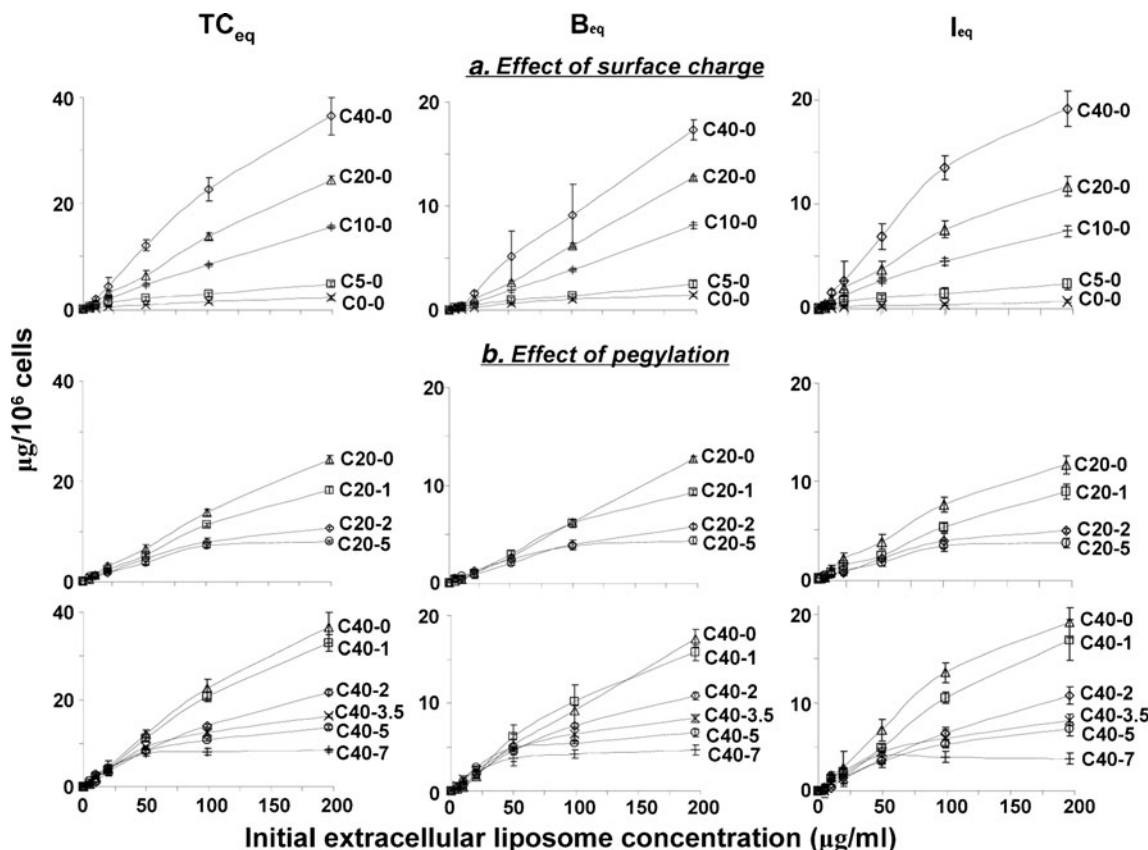 TCeq Beq Ieq
a. Effect of surface charge
40 20 20
C40-0 C40-0 C40-0
C20-0 C20-0 C20-0
20 10 10
C10-0 C10-0 C10-0
C5-0 C5-0 C5-0
C0-0 C0-0 C0-0
0 0 0
b. Effect of pegylation
40 20 20
C20-0 C20-0 C20-0
20 10 10
C20-1 C20-1 C20-1
C20-2 C20-2 C20-2
C20-5 C20-5 C20-5
0 0 0
40 20 20
C40-0 C40-0 C40-0
C40-1 C40-1 C40-1
20 10 10
C40-2 C40-2 C40-2
C40-3.5 C40-3.5 C40-3.5
C40-5 C40-5 C40-5
C40-7 C40-7 C40-7
0 0 0
0 50 100 150 200 0 50 100 150 200 0 50 100 150 200
µg/10⁶ cells
Initial extracellular liposome concentration (µg/ml)